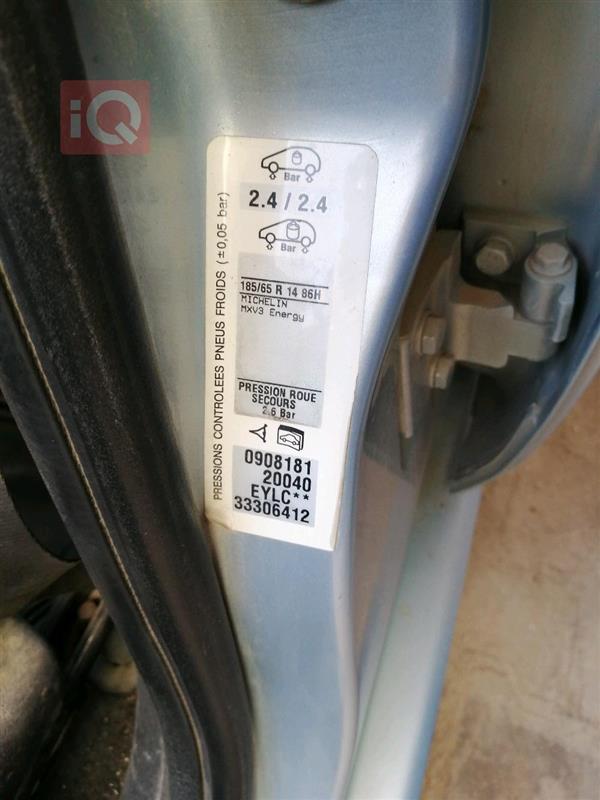 iQ
PRESSIONS CONTROLEES PNEUS FROIDS (±0,05 bar)
Bar
2.4 / 2.4
Bar
185/65 R 14 86H
MICHELIN
MXV3 Energy
PRESSION ROUE
SECOURS
2.6 Bar
0908181
20040
EYLC**
33306412